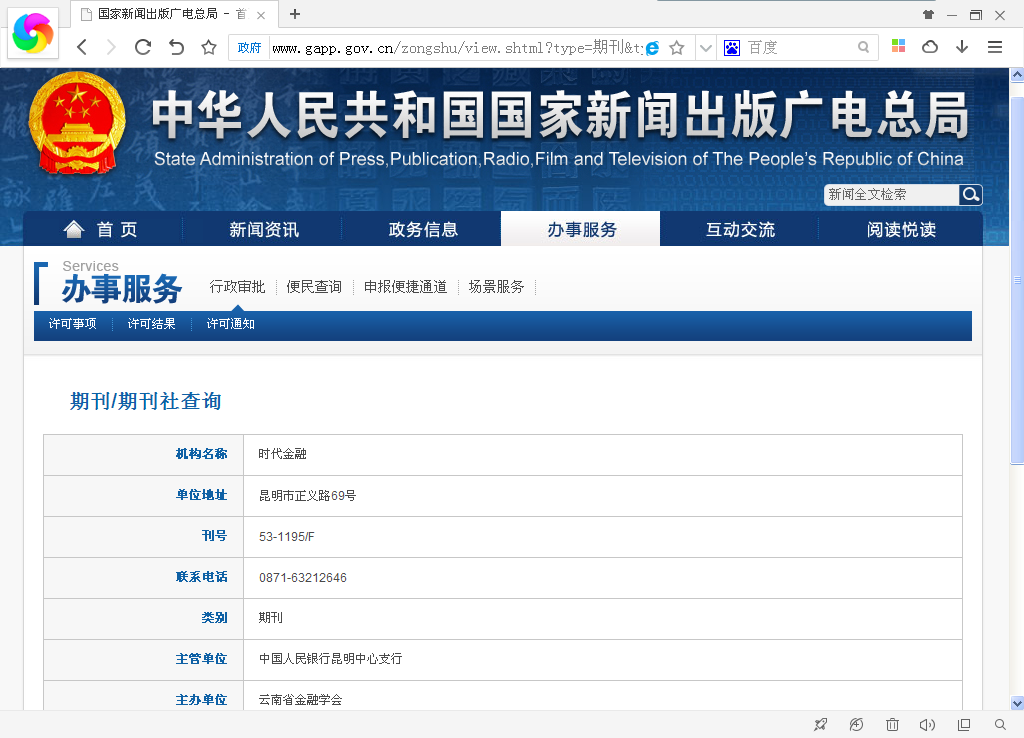 国家新闻出版广电总局 - 首
政府 www.gapp.gov.cn/zongshu/view.shtml?type=期刊&ty
百度
中华人民共和国国家新闻出版广电总局
State Administration of Press,Publication,Radio,Film and Television of The People's Republic of China
新闻全文检索
首 页 新闻资讯 政务信息 办事服务 互动交流 阅读悦读
Services
办事服务 行政审批 便民查询 申报便捷通道 场景服务
许可事项 许可结果 许可通知
期刊/期刊社查询
机构名称 时代金融
单位地址 昆明市正义路69号
刊号 53-1195/F
联系电话 0871-63212646
类别 期刊
主管单位 中国人民银行昆明中心支行
主办单位 云南省金融学会